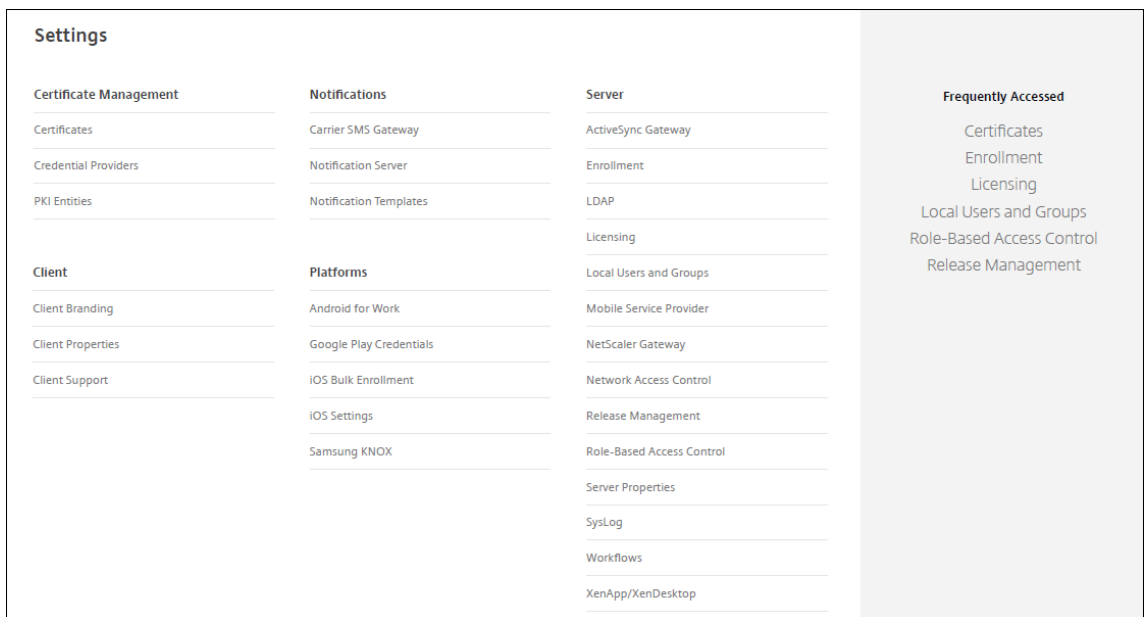 Settings
Certificate Management
Certificates
Credential Providers
PKI Entities
Client
Client Branding
Client Properties
Client Support
Notifications
Carrier SMS Gateway
Notification Server
Notification Templates
Platforms
Android for Work
Google Play Credentials
iOS Bulk Enrollment
iOS Settings
Samsung KNOX
Server
ActiveSync Gateway
Enrollment
LDAP
Licensing
Local Users and Groups
Mobile Service Provider
NetScaler Gateway
Network Access Control
Release Management
Role-Based Access Control
Server Properties
SysLog
Workflows
XenApp/XenDesktop
Frequently Accessed
Certificates
Enrollment
Licensing
Local Users and Groups
Role-Based Access Control
Release Management